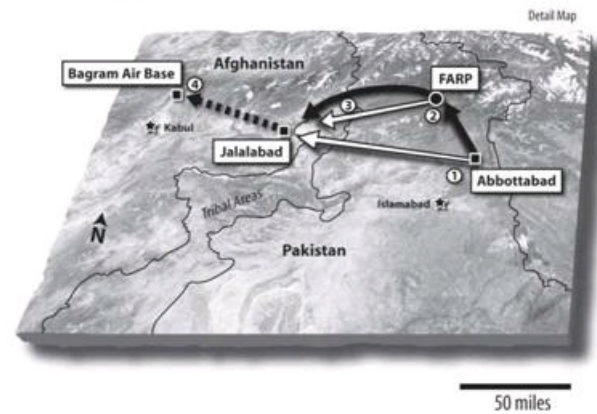 Detail Map
Afghanistan
Bagram Air Base
4
FARP
3
2
Kabul
Jalalabad
1
Abbottabad
Tribal Areas
Islamabad
N
Pakistan
50 miles